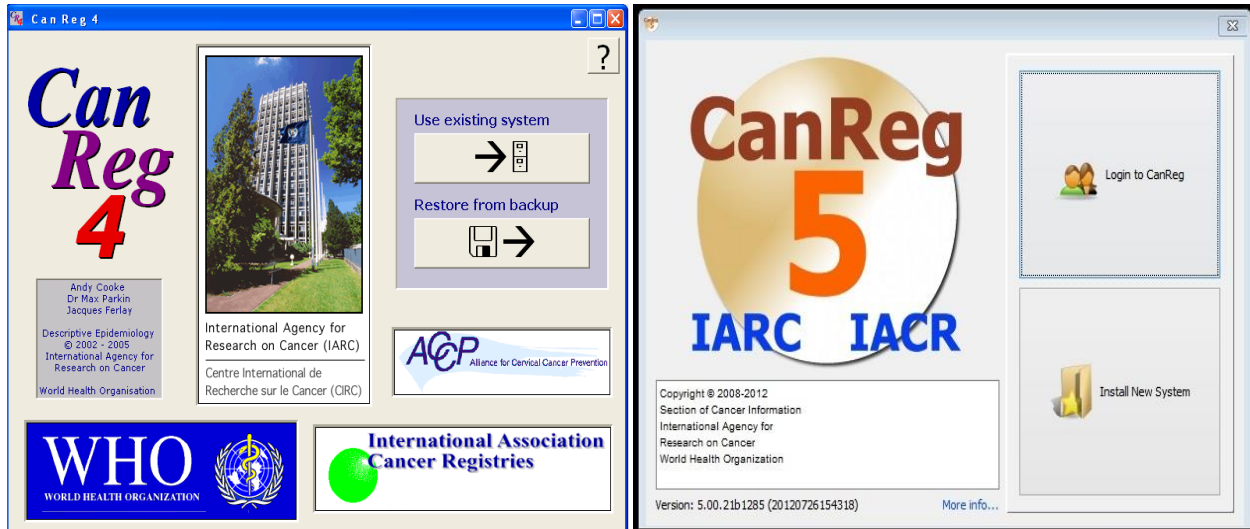 Can Reg 4
Can
Reg
4
?
Use existing system
Restore from backup
Andy Cooke
Dr Max Parkin
Jacques Ferlay
Descriptive Epidemiology
© 2002 - 2005
International Agency for
Research on Cancer
World Health Organisation
International Agency for
Research on Cancer (IARC)
Centre International de
Recherche sur le Cancer (CIRC)
ACCP
Alliance for Cervical Cancer Prevention
WHO
WORLD HEALTH ORGANIZATION
International Association
Cancer Registries
CanReg
5
IARC IACR
Login to CanReg
Install New System
Copyright © 2008-2012
Section of Cancer Information
International Agency for
Research on Cancer
World Health Organization
Version: 5.00.21b1285 (20120726154318)
More info...